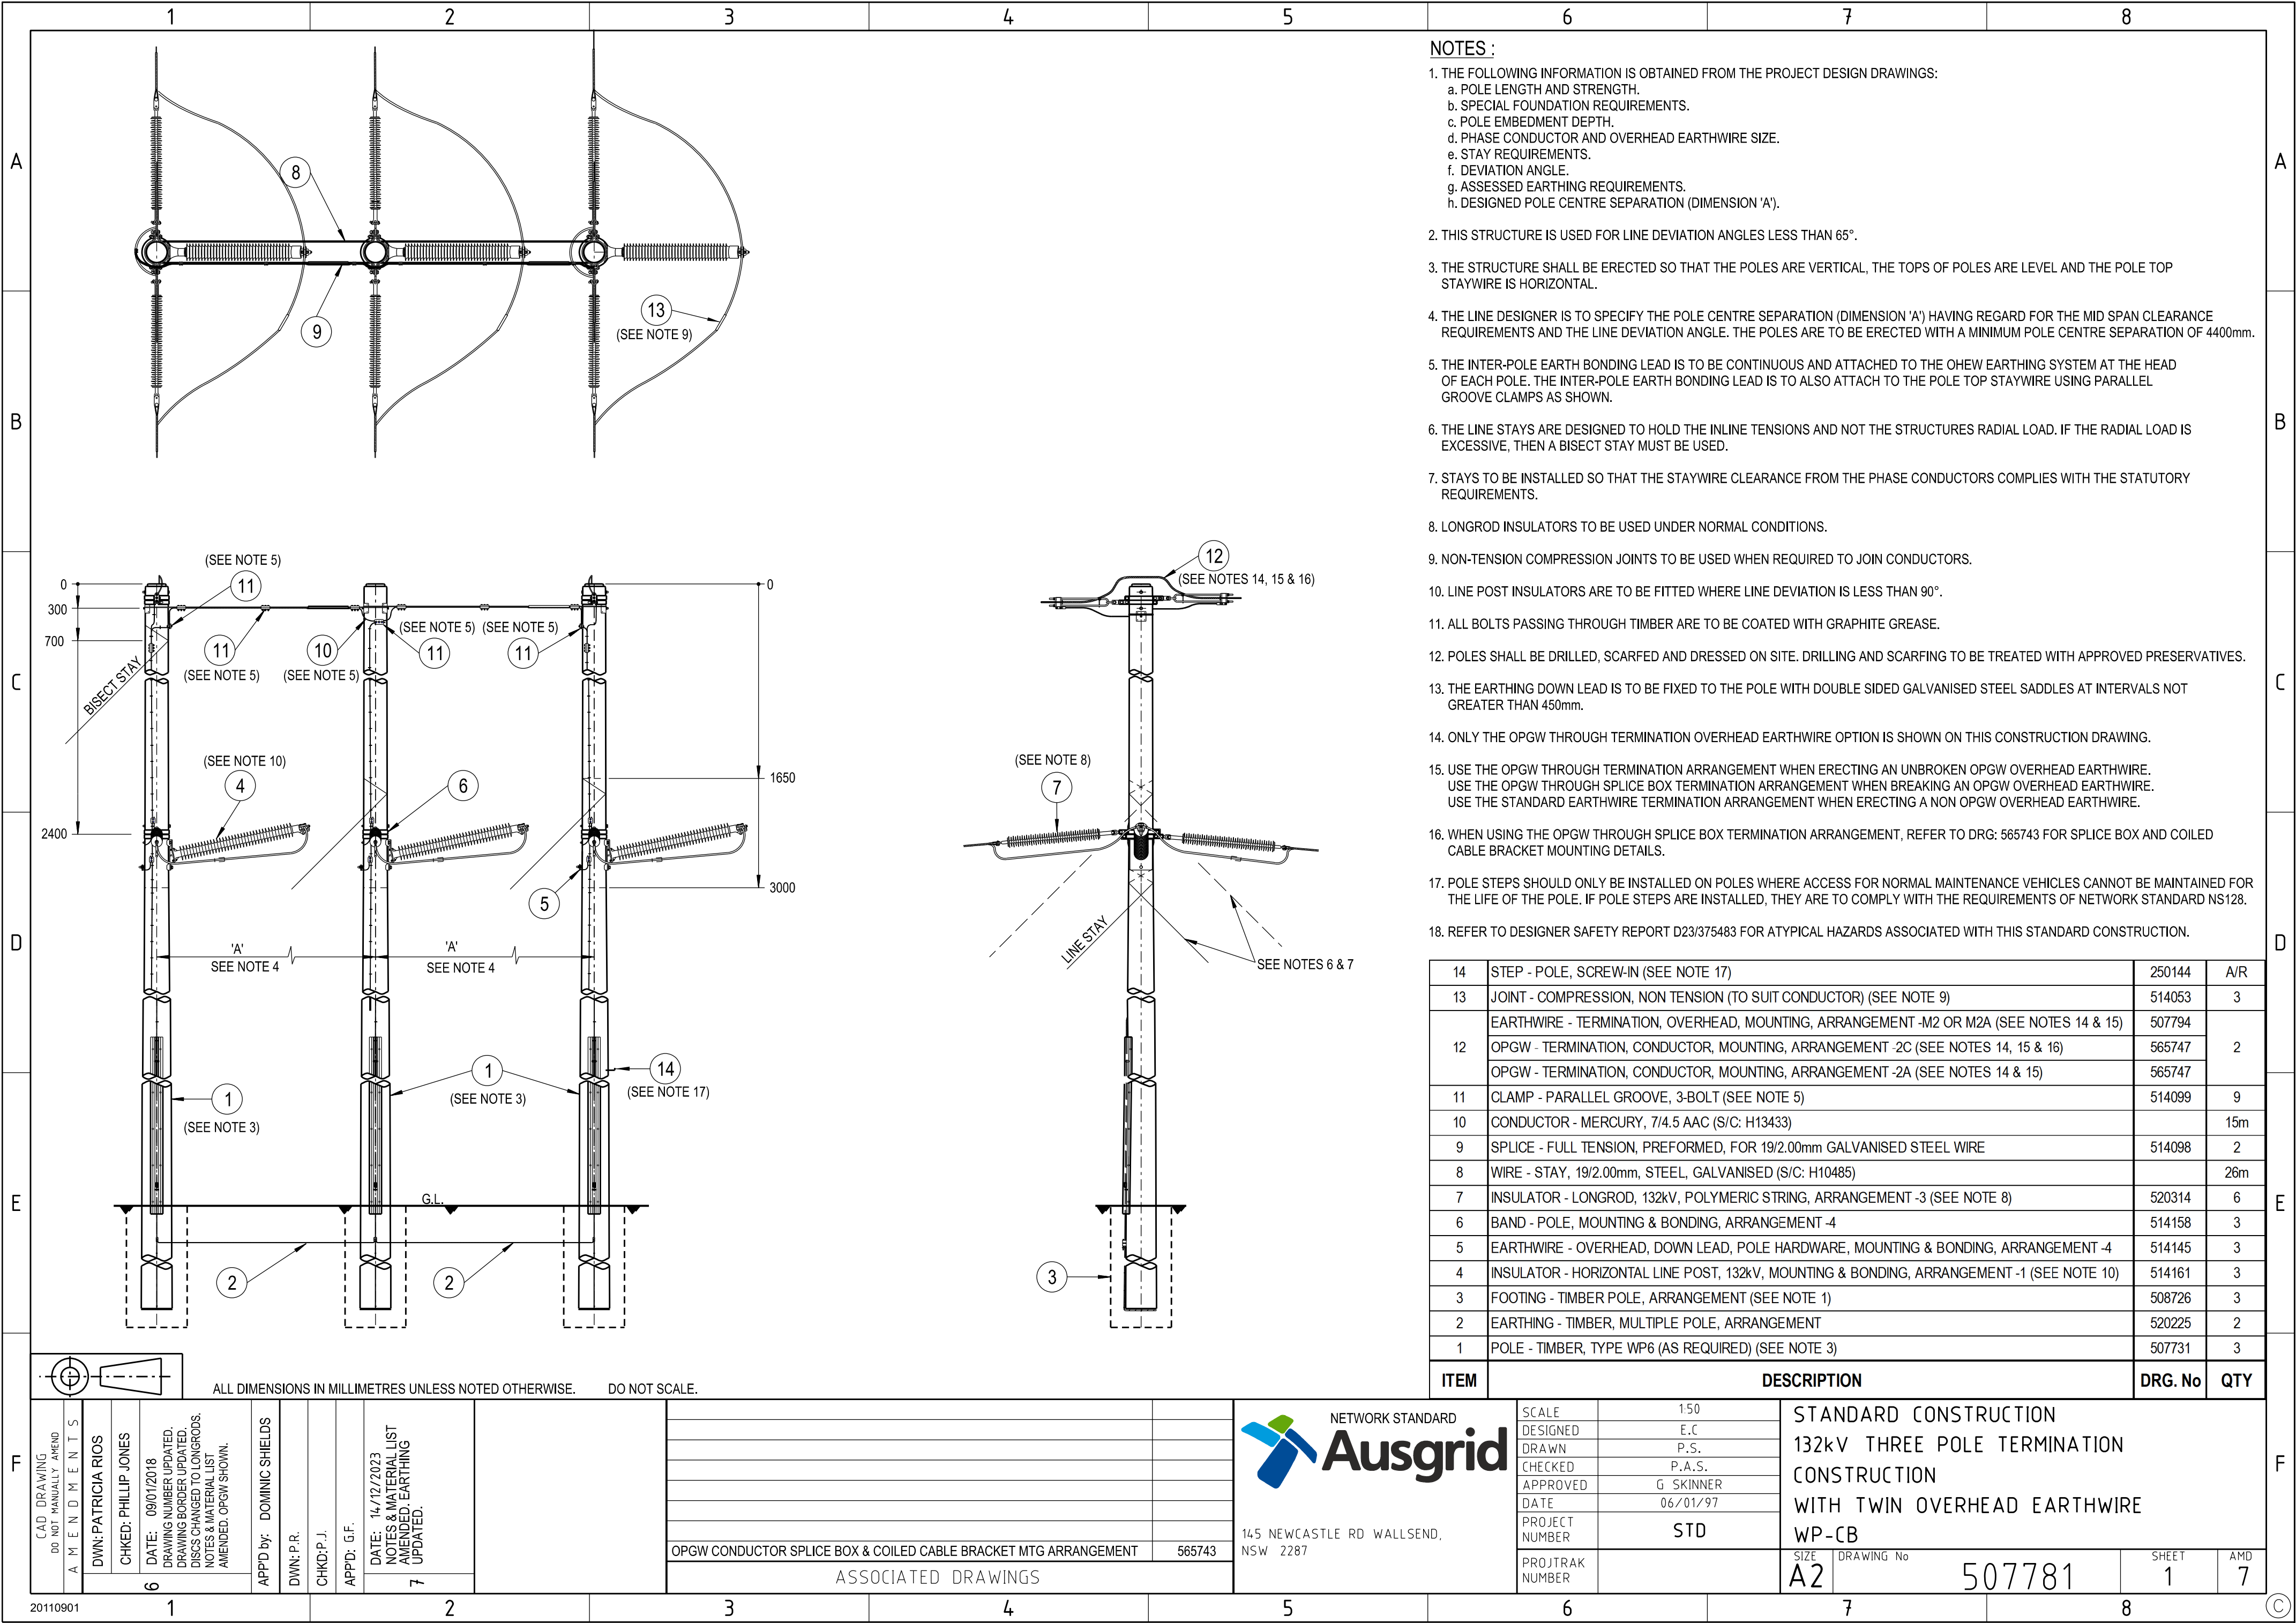 1 2 3 4 5 6 7 8
A
B
C
D
E
F
A
B
C
D
E
F
8
9
13
(SEE NOTE 9)
(SEE NOTE 5)
11
0
300
700
2400
BISECT STAY
11
(SEE NOTE 5)
10
(SEE NOTE 5)
(SEE NOTE 5)
11
(SEE NOTE 5)
11
0
1650
3000
(SEE NOTE 10)
4
6
5
'A'
SEE NOTE 4
'A'
SEE NOTE 4
1
(SEE NOTE 3)
1
(SEE NOTE 3)
14
(SEE NOTE 17)
G.L.
2
2
12
(SEE NOTES 14, 15 & 16)
(SEE NOTE 8)
7
LINE STAY
SEE NOTES 6 & 7
3
NOTES :
1. THE FOLLOWING INFORMATION IS OBTAINED FROM THE PROJECT DESIGN DRAWINGS:
a. POLE LENGTH AND STRENGTH.
b. SPECIAL FOUNDATION REQUIREMENTS.
c. POLE EMBEDMENT DEPTH.
d. PHASE CONDUCTOR AND OVERHEAD EARTHWIRE SIZE.
e. STAY REQUIREMENTS.
f. DEVIATION ANGLE.
g. ASSESSED EARTHING REQUIREMENTS.
h. DESIGNED POLE CENTRE SEPARATION (DIMENSION 'A').
2. THIS STRUCTURE IS USED FOR LINE DEVIATION ANGLES LESS THAN 65°.
3. THE STRUCTURE SHALL BE ERECTED SO THAT THE POLES ARE VERTICAL, THE TOPS OF POLES ARE LEVEL AND THE POLE TOP
STAYWIRE IS HORIZONTAL.
4. THE LINE DESIGNER IS TO SPECIFY THE POLE CENTRE SEPARATION (DIMENSION 'A') HAVING REGARD FOR THE MID SPAN CLEARANCE
REQUIREMENTS AND THE LINE DEVIATION ANGLE. THE POLES ARE TO BE ERECTED WITH A MINIMUM POLE CENTRE SEPARATION OF 4400mm.
5. THE INTER-POLE EARTH BONDING LEAD IS TO BE CONTINUOUS AND ATTACHED TO THE OHEW EARTHING SYSTEM AT THE HEAD
OF EACH POLE. THE INTER-POLE EARTH BONDING LEAD IS TO ALSO ATTACH TO THE POLE TOP STAYWIRE USING PARALLEL
GROOVE CLAMPS AS SHOWN.
6. THE LINE STAYS ARE DESIGNED TO HOLD THE INLINE TENSIONS AND NOT THE STRUCTURES RADIAL LOAD. IF THE RADIAL LOAD IS
EXCESSIVE, THEN A BISECT STAY MUST BE USED.
7. STAYS TO BE INSTALLED SO THAT THE STAYWIRE CLEARANCE FROM THE PHASE CONDUCTORS COMPLIES WITH THE STATUTORY
REQUIREMENTS.
8. LONGROD INSULATORS TO BE USED UNDER NORMAL CONDITIONS.
9. NON-TENSION COMPRESSION JOINTS TO BE USED WHEN REQUIRED TO JOIN CONDUCTORS.
10. LINE POST INSULATORS ARE TO BE FITTED WHERE LINE DEVIATION IS LESS THAN 90°.
11. ALL BOLTS PASSING THROUGH TIMBER ARE TO BE COATED WITH GRAPHITE GREASE.
12. POLES SHALL BE DRILLED, SCARFED AND DRESSED ON SITE. DRILLING AND SCARFING TO BE TREATED WITH APPROVED PRESERVATIVES.
13. THE EARTHING DOWN LEAD IS TO BE FIXED TO THE POLE WITH DOUBLE SIDED GALVANISED STEEL SADDLES AT INTERVALS NOT
GREATER THAN 450mm.
14. ONLY THE OPGW THROUGH TERMINATION OVERHEAD EARTHWIRE OPTION IS SHOWN ON THIS CONSTRUCTION DRAWING.
15. USE THE OPGW THROUGH TERMINATION ARRANGEMENT WHEN ERECTING AN UNBROKEN OPGW OVERHEAD EARTHWIRE.
USE THE OPGW THROUGH SPLICE BOX TERMINATION ARRANGEMENT WHEN BREAKING AN OPGW OVERHEAD EARTHWIRE.
USE THE STANDARD EARTHWIRE TERMINATION ARRANGEMENT WHEN ERECTING A NON OPGW OVERHEAD EARTHWIRE.
16. WHEN USING THE OPGW THROUGH SPLICE BOX TERMINATION ARRANGEMENT, REFER TO DRG: 565743 FOR SPLICE BOX AND COILED
CABLE BRACKET MOUNTING DETAILS.
17. POLE STEPS SHOULD ONLY BE INSTALLED ON POLES WHERE ACCESS FOR NORMAL MAINTENANCE VEHICLES CANNOT BE MAINTAINED FOR
THE LIFE OF THE POLE. IF POLE STEPS ARE INSTALLED, THEY ARE TO COMPLY WITH THE REQUIREMENTS OF NETWORK STANDARD NS128.
18. REFER TO DESIGNER SAFETY REPORT D23/375483 FOR ATYPICAL HAZARDS ASSOCIATED WITH THIS STANDARD CONSTRUCTION.
14 STEP - POLE, SCREW-IN (SEE NOTE 17) 250144 A/R
13 JOINT - COMPRESSION, NON TENSION (TO SUIT CONDUCTOR) (SEE NOTE 9) 514053 3
EARTHWIRE - TERMINATION, OVERHEAD, MOUNTING, ARRANGEMENT -M2 OR M2A (SEE NOTES 14 & 15) 507794
12 OPGW - TERMINATION, CONDUCTOR, MOUNTING, ARRANGEMENT -2C (SEE NOTES 14, 15 & 16) 565747 2
OPGW - TERMINATION, CONDUCTOR, MOUNTING, ARRANGEMENT -2A (SEE NOTES 14 & 15) 565747
11 CLAMP - PARALLEL GROOVE, 3-BOLT (SEE NOTE 5) 514099 9
10 CONDUCTOR - MERCURY, 7/4.5 AAC (S/C: H13433) 15m
9 SPLICE - FULL TENSION, PREFORMED, FOR 19/2.00mm GALVANISED STEEL WIRE 514098 2
8 WIRE - STAY, 19/2.00mm, STEEL, GALVANISED (S/C: H10485) 26m
7 INSULATOR - LONGROD, 132kV, POLYMERIC STRING, ARRANGEMENT -3 (SEE NOTE 8) 520314 6
6 BAND - POLE, MOUNTING & BONDING, ARRANGEMENT -4 514158 3
5 EARTHWIRE - OVERHEAD, DOWN LEAD, POLE HARDWARE, MOUNTING & BONDING, ARRANGEMENT -4 514145 3
4 INSULATOR - HORIZONTAL LINE POST, 132kV, MOUNTING & BONDING, ARRANGEMENT -1 (SEE NOTE 10) 514161 3
3 FOOTING - TIMBER POLE, ARRANGEMENT (SEE NOTE 1) 508726 3
2 EARTHING - TIMBER, MULTIPLE POLE, ARRANGEMENT 520225 2
1 POLE - TIMBER, TYPE WP6 (AS REQUIRED) (SEE NOTE 3) 507731 3
ITEM DESCRIPTION DRG. No QTY
ALL DIMENSIONS IN MILLIMETRES UNLESS NOTED OTHERWISE. DO NOT SCALE.
CAD DRAWING
DO NOT MANUALLY AMEND
AMENDMENTS
DWN: PATRICIA RIOS
CHKED: PHILLIP JONES
DATE: 09/01/2018
DRAWING NUMBER UPDATED.
DRAWING BORDER UPDATED.
DISCS CHANGED TO LONGRODS.
NOTES & MATERIAL LIST
AMENDED. OPGW SHOWN.
6
APP'D by: DOMINIC SHIELDS
DWN: P.R.
CHKD: P.J.
APP'D: G.F.
DATE: 14/12/2023
NOTES & MATERIAL LIST
AMENDED. EARTHING
UPDATED.
7
OPGW CONDUCTOR SPLICE BOX & COILED CABLE BRACKET MTG ARRANGEMENT 565743
ASSOCIATED DRAWINGS
NETWORK STANDARD
Ausgrid
145 NEWCASTLE RD WALLSEND,
NSW 2287
SCALE 1:50
DESIGNED E.C
DRAWN P.S.
CHECKED P.A.S.
APPROVED G SKINNER
DATE 06/01/97
PROJECT NUMBER STD
PROJTRAK NUMBER
STANDARD CONSTRUCTION
132kV THREE POLE TERMINATION
CONSTRUCTION
WITH TWIN OVERHEAD EARTHWIRE
WP-CB
SIZE A2
DRAWING No 507781
SHEET 1
AMD 7
20110901
1 2 3 4 5 6 7 8
©